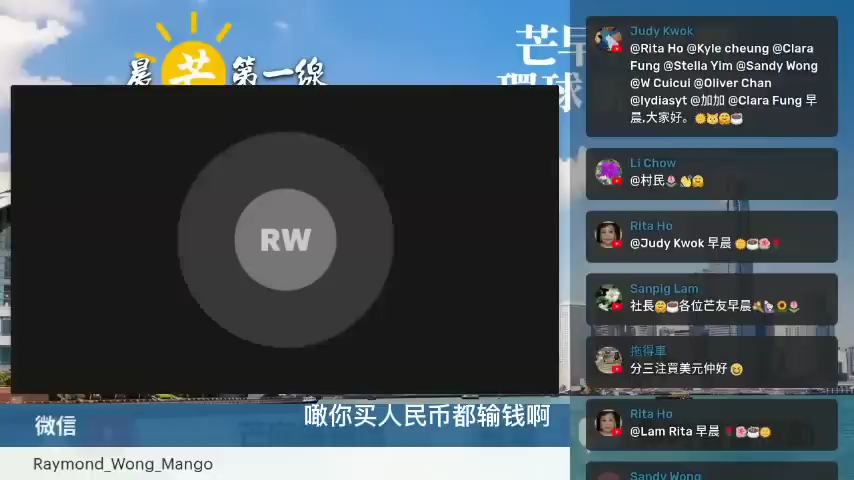 晨芒第一線
芒早
環球
RW
噉你买人民币都输钱啊
微信
Raymond_Wong_Mango
Judy Kwok
@Rita Ho @Kyle cheung @Clara
Fung @Stella Yim @Sandy Wong
@W Cuicui @Oliver Chan
@lydiasyt @加加 @Clara Fung 早
晨,大家好。🌼🐯🤗☕
Li Chow
@村民🌷👏🤗
Rita Ho
@Judy Kwok 早晨 🌼☕🌸🌹
Sanpig Lam
社長🤗☕各位芒友早晨💐🙋🏻‍♀️🌻🌷
拖得車
分三注買美元仲好😆
Rita Ho
@Lam Rita 早晨 🌹🌸☕🌼
Sandy Wong